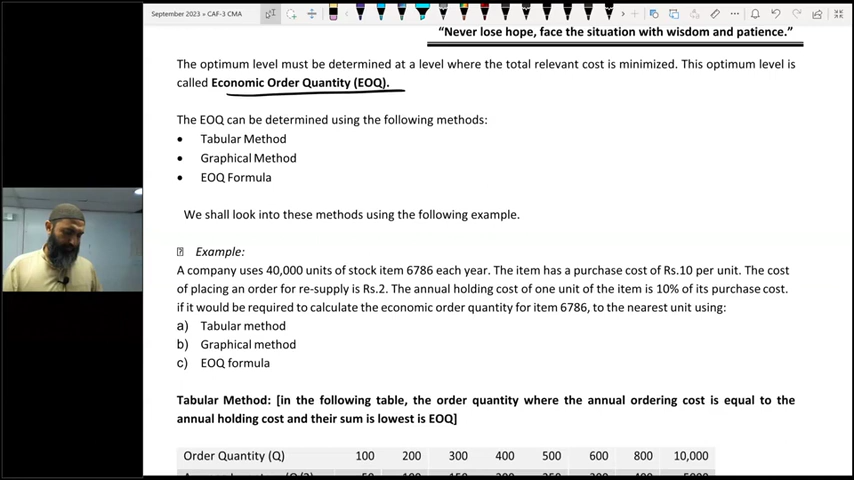 September 2023 » CAF-3 CMA
“Never lose hope, face the situation with wisdom and patience.”
The optimum level must be determined at a level where the total relevant cost is minimized. This optimum level is
called Economic Order Quantity (EOQ).
The EOQ can be determined using the following methods:
• Tabular Method
• Graphical Method
• EOQ Formula
We shall look into these methods using the following example.
Example:
A company uses 40,000 units of stock item 6786 each year. The item has a purchase cost of Rs.10 per unit. The cost
of placing an order for re-supply is Rs.2. The annual holding cost of one unit of the item is 10% of its purchase cost.
if it would be required to calculate the economic order quantity for item 6786, to the nearest unit using:
a) Tabular method
b) Graphical method
c) EOQ formula
Tabular Method: [in the following table, the order quantity where the annual ordering cost is equal to the
annual holding cost and their sum is lowest is EOQ]
Order Quantity (Q) 100 200 300 400 500 600 800 10,000